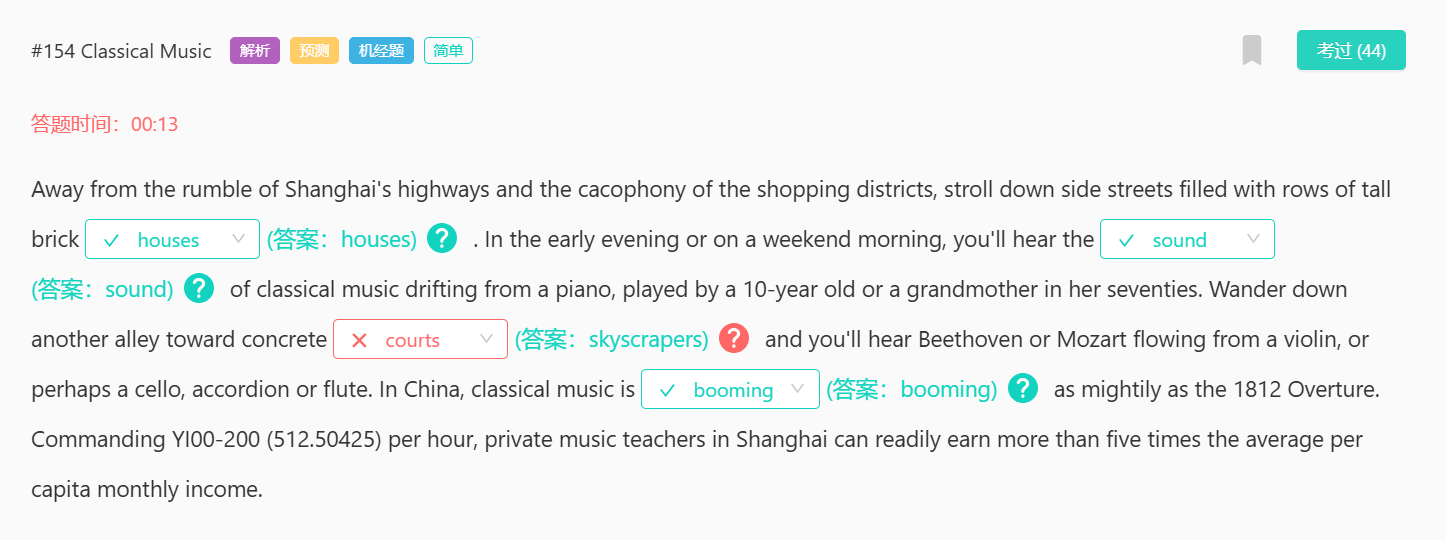 #154 Classical Music 解析 预测 机经题 简单 考过 (44)
答题时间：00:13
Away from the rumble of Shanghai's highways and the cacophony of the shopping districts, stroll down side streets filled with rows of tall
brick houses (答案：houses) ? . In the early evening or on a weekend morning, you'll hear the sound
(答案：sound) ? of classical music drifting from a piano, played by a 10-year old or a grandmother in her seventies. Wander down
another alley toward concrete courts (答案：skyscrapers) ? and you'll hear Beethoven or Mozart flowing from a violin, or
perhaps a cello, accordion or flute. In China, classical music is booming (答案：booming) ? as mightily as the 1812 Overture.
Commanding YI00-200 (512.50425) per hour, private music teachers in Shanghai can readily earn more than five times the average per
capita monthly income.